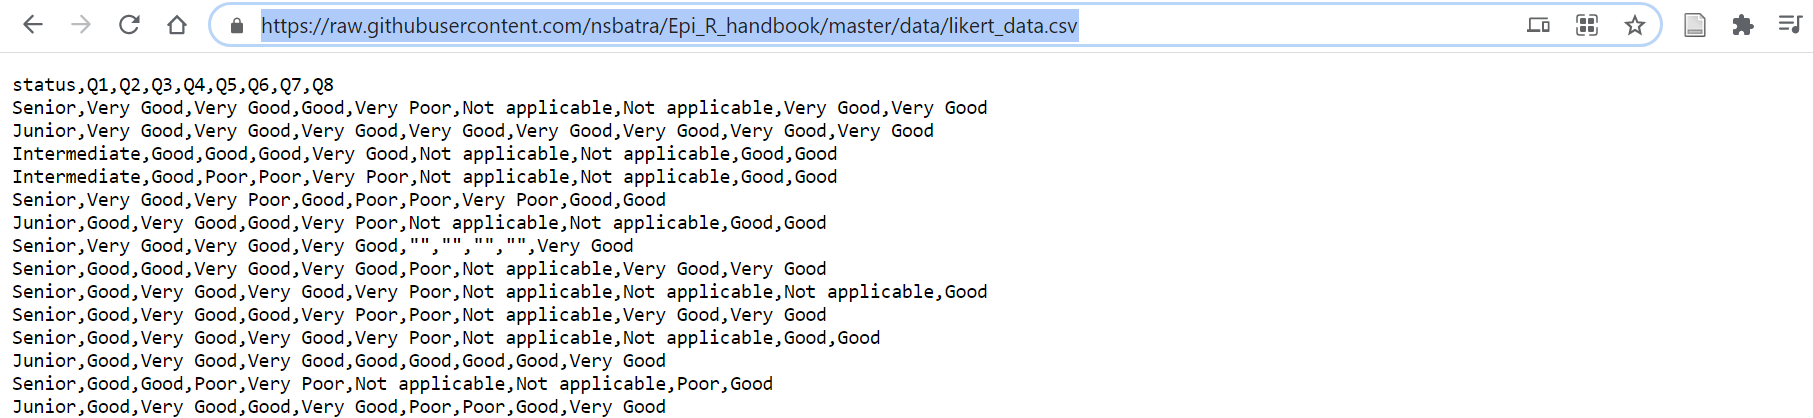 https://raw.githubusercontent.com/nsbatra/Epi_R_handbook/master/data/likert_data.csv
status,Q1,Q2,Q3,Q4,Q5,Q6,Q7,Q8
Senior,Very Good,Very Good,Good,Very Poor,Not applicable,Not applicable,Very Good,Very Good
Junior,Very Good,Very Good,Very Good,Very Good,Very Good,Very Good,Very Good,Very Good
Intermediate,Good,Good,Good,Very Good,Not applicable,Not applicable,Good,Good
Intermediate,Good,Poor,Poor,Very Poor,Not applicable,Not applicable,Good,Good
Senior,Very Good,Very Poor,Good,Poor,Poor,Very Poor,Good,Good
Junior,Good,Very Good,Good,Very Poor,Not applicable,Not applicable,Good,Good
Senior,Very Good,Very Good,Very Good,"","","","",Very Good
Senior,Good,Good,Very Good,Very Good,Poor,Not applicable,Very Good,Very Good
Senior,Good,Very Good,Very Good,Very Poor,Not applicable,Not applicable,Not applicable,Good
Senior,Good,Very Good,Good,Very Poor,Poor,Not applicable,Very Good,Very Good
Senior,Good,Very Good,Very Good,Very Poor,Not applicable,Not applicable,Good,Good
Junior,Good,Very Good,Very Good,Good,Good,Good,Good,Very Good
Senior,Good,Good,Poor,Very Poor,Not applicable,Not applicable,Poor,Good
Junior,Good,Very Good,Good,Very Good,Poor,Poor,Good,Very Good